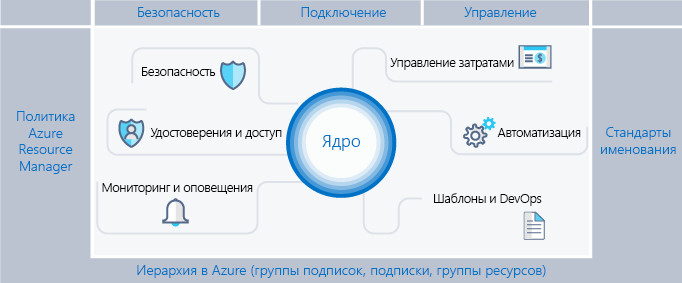 Безопасность
Подключение
Управление
Политика
Azure
Resource
Manager
Безопасность
Управление затратами
Удостоверения и доступ
Ядро
Автоматизация
Мониторинг и оповещения
Шаблоны и DevOps
Стандарты
именования
Иерархия в Azure (группы подписок, подписки, группы ресурсов)